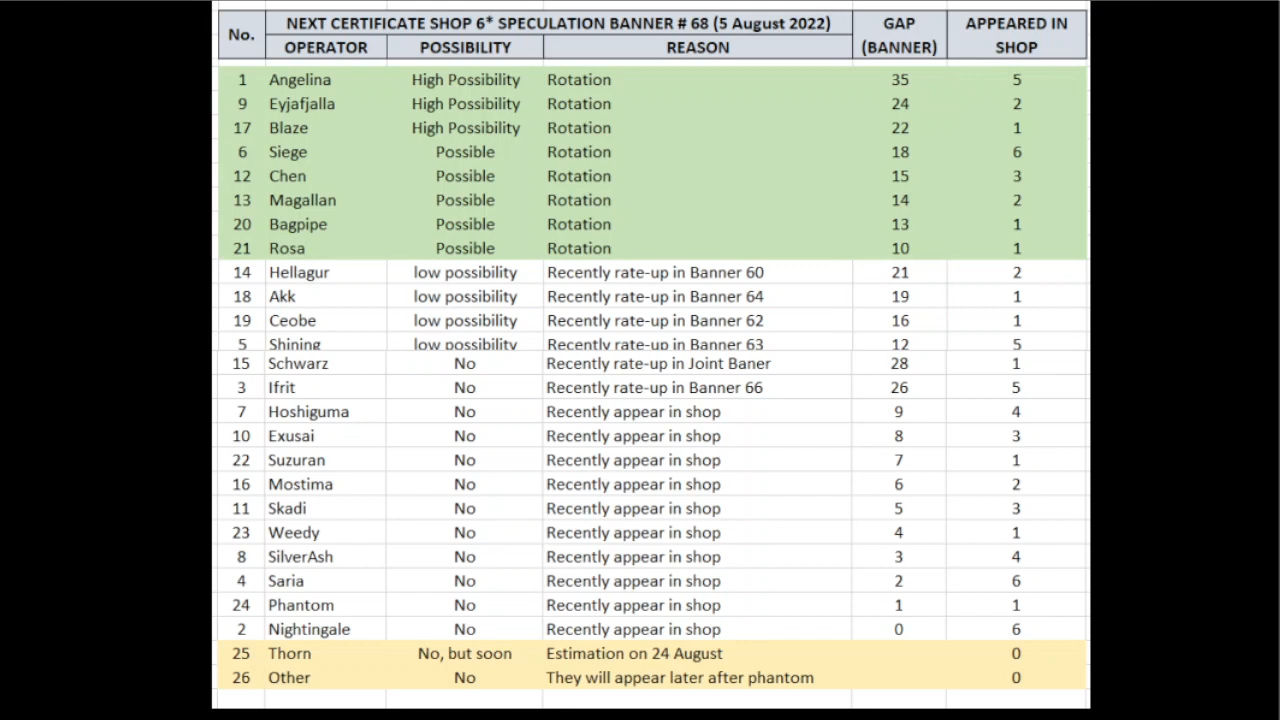 No. NEXT CERTIFICATE SHOP 6* SPECULATION BANNER # 68 (5 August 2022) GAP (BANNER) APPEARED IN SHOP
OPERATOR POSSIBILITY REASON
1 Angelina High Possibility Rotation 35 5
9 Eyjafjalla High Possibility Rotation 24 2
17 Blaze High Possibility Rotation 22 1
6 Siege Possible Rotation 18 6
12 Chen Possible Rotation 15 3
13 Magallan Possible Rotation 14 2
20 Bagpipe Possible Rotation 13 1
21 Rosa Possible Rotation 10 1
14 Hellagur low possibility Recently rate-up in Banner 60 21 2
18 Akk low possibility Recently rate-up in Banner 64 19 1
19 Ceobe low possibility Recently rate-up in Banner 62 16 1
5 Shining low possibility Recently rate-up in Banner 63 12 5
15 Schwarz No Recently rate-up in Joint Baner 28 1
3 Ifrit No Recently rate-up in Banner 66 26 5
7 Hoshiguma No Recently appear in shop 9 4
10 Exusai No Recently appear in shop 8 3
22 Suzuran No Recently appear in shop 7 1
16 Mostima No Recently appear in shop 6 2
11 Skadi No Recently appear in shop 5 3
23 Weedy No Recently appear in shop 4 1
8 SilverAsh No Recently appear in shop 3 4
4 Saria No Recently appear in shop 2 6
24 Phantom No Recently appear in shop 1 1
2 Nightingale No Recently appear in shop 0 6
25 Thorn No, but soon Estimation on 24 August 0
26 Other No They will appear later after phantom 0